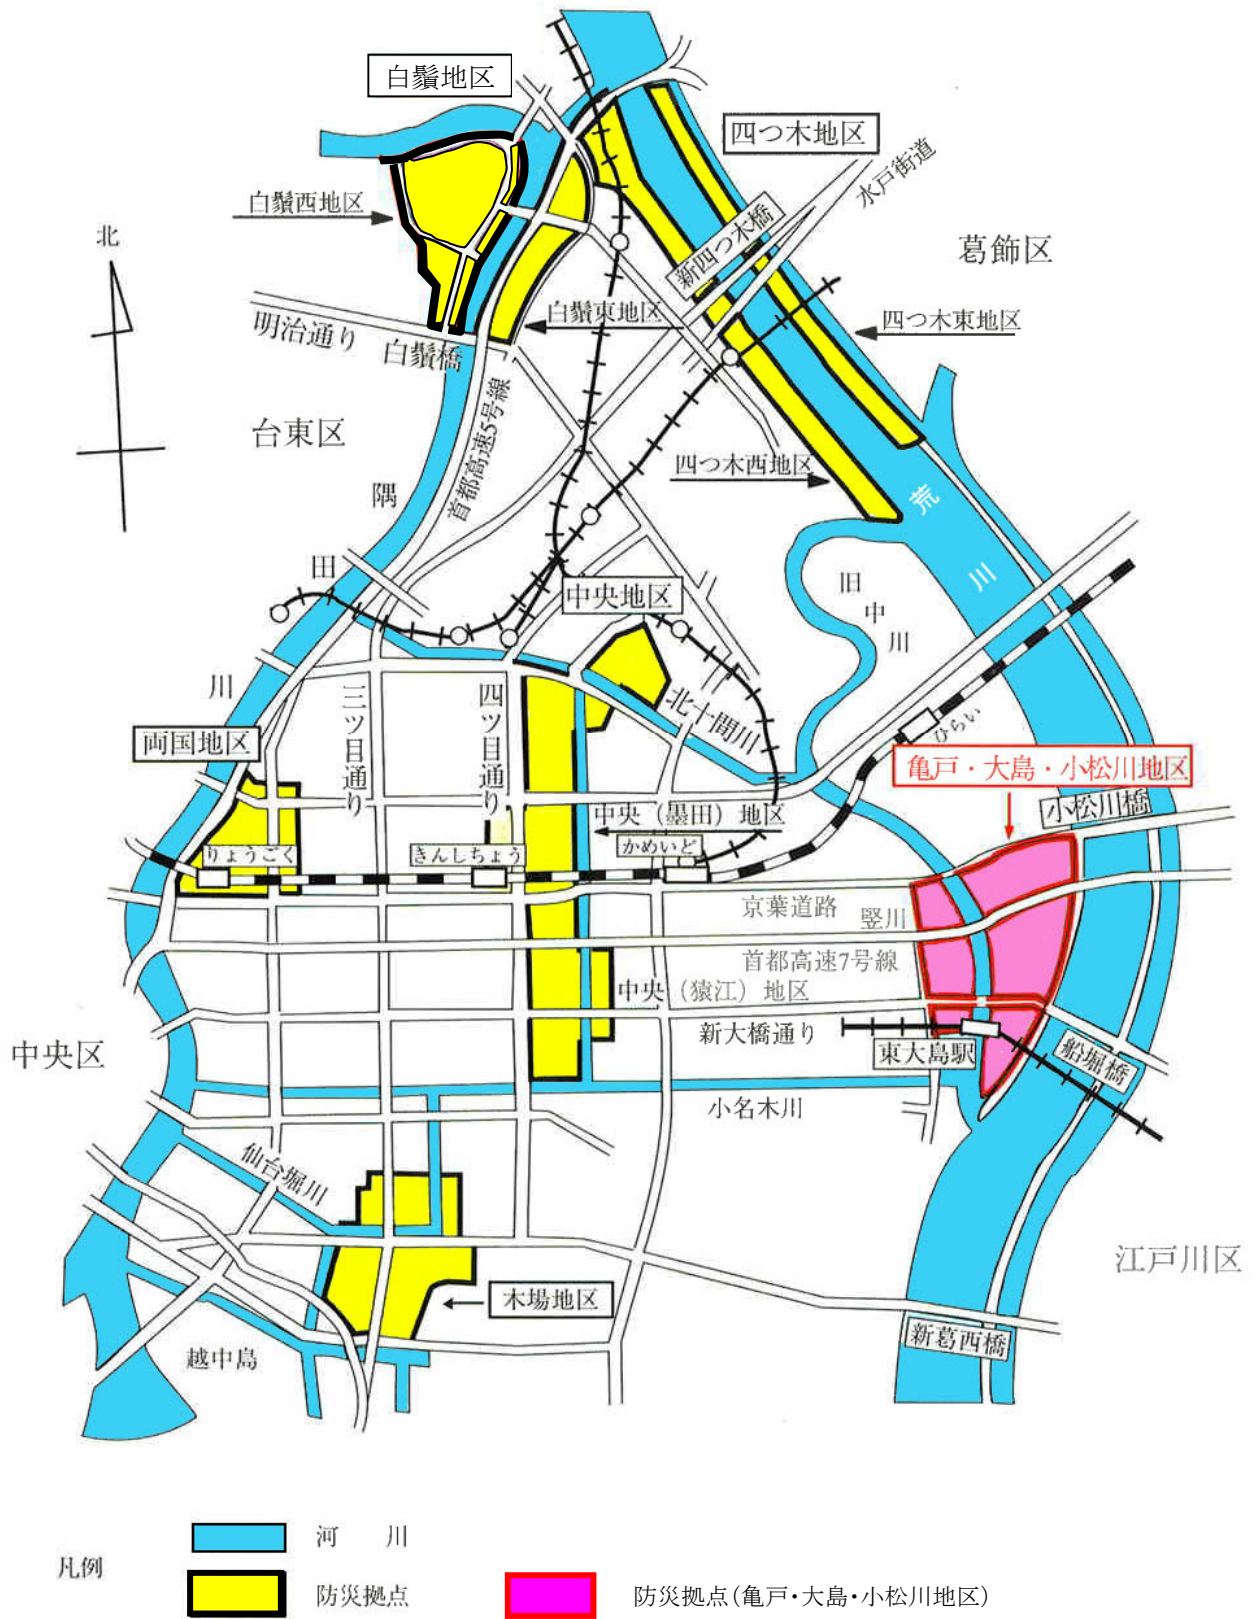 白鬚地区
四つ木地区
水戸街道
白鬚西地区
北
新四つ木橋
葛飾区
白鬚東地区
四つ木東地区
明治通り
白鬚橋
台東区
首都高速5号線
四つ木西地区
隅
田
川
荒
川
旧
中
川
中央地区
三ツ目通り
四ツ目通り
北十間川
ひらい
両国地区
亀戸・大島・小松川地区
小松川橋
中央（墨田）地区
りょうごく
きんしちょう
かめいど
京葉道路
竪川
首都高速7号線
中央（猿江）地区
新大橋通り
東大島駅
船堀橋
中央区
小名木川
仙台堀川
江戸川区
木場地区
新葛西橋
越中島
凡例
河　川
防災拠点
防災拠点(亀戸・大島・小松川地区)